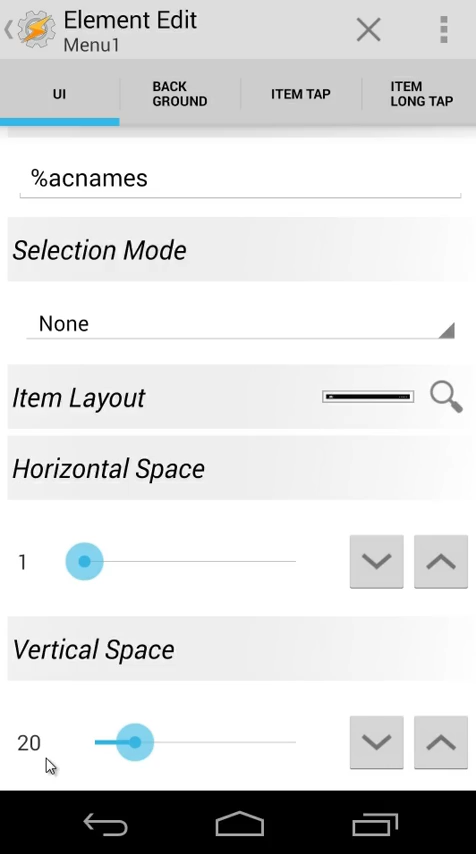 Element Edit
Menu1
UI
BACK
GROUND
ITEM TAP
ITEM
LONG TAP
%acnames
Selection Mode
None
Item Layout
Horizontal Space
1
Vertical Space
20